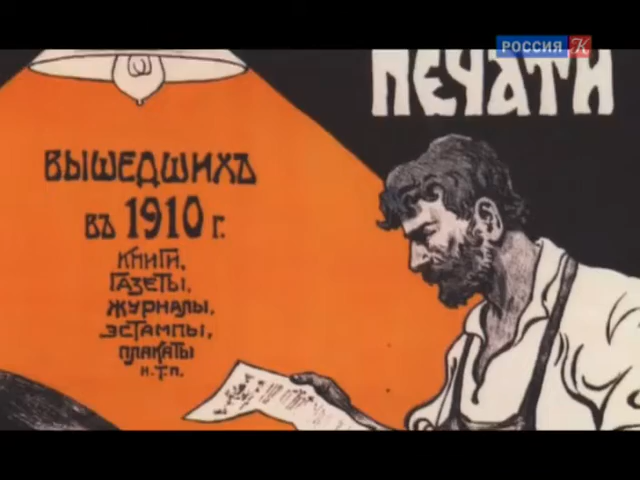 РОССИЯ К
ПЕЧАТИ
ВЫШЕДШИХЪ
ВЪ 1910 Г.
КНИГИ,
ГАЗЕТЫ,
ЖУРНАЛЫ,
ЭСТАМПЫ,
ПЛАКАТЫ
и.т.п.